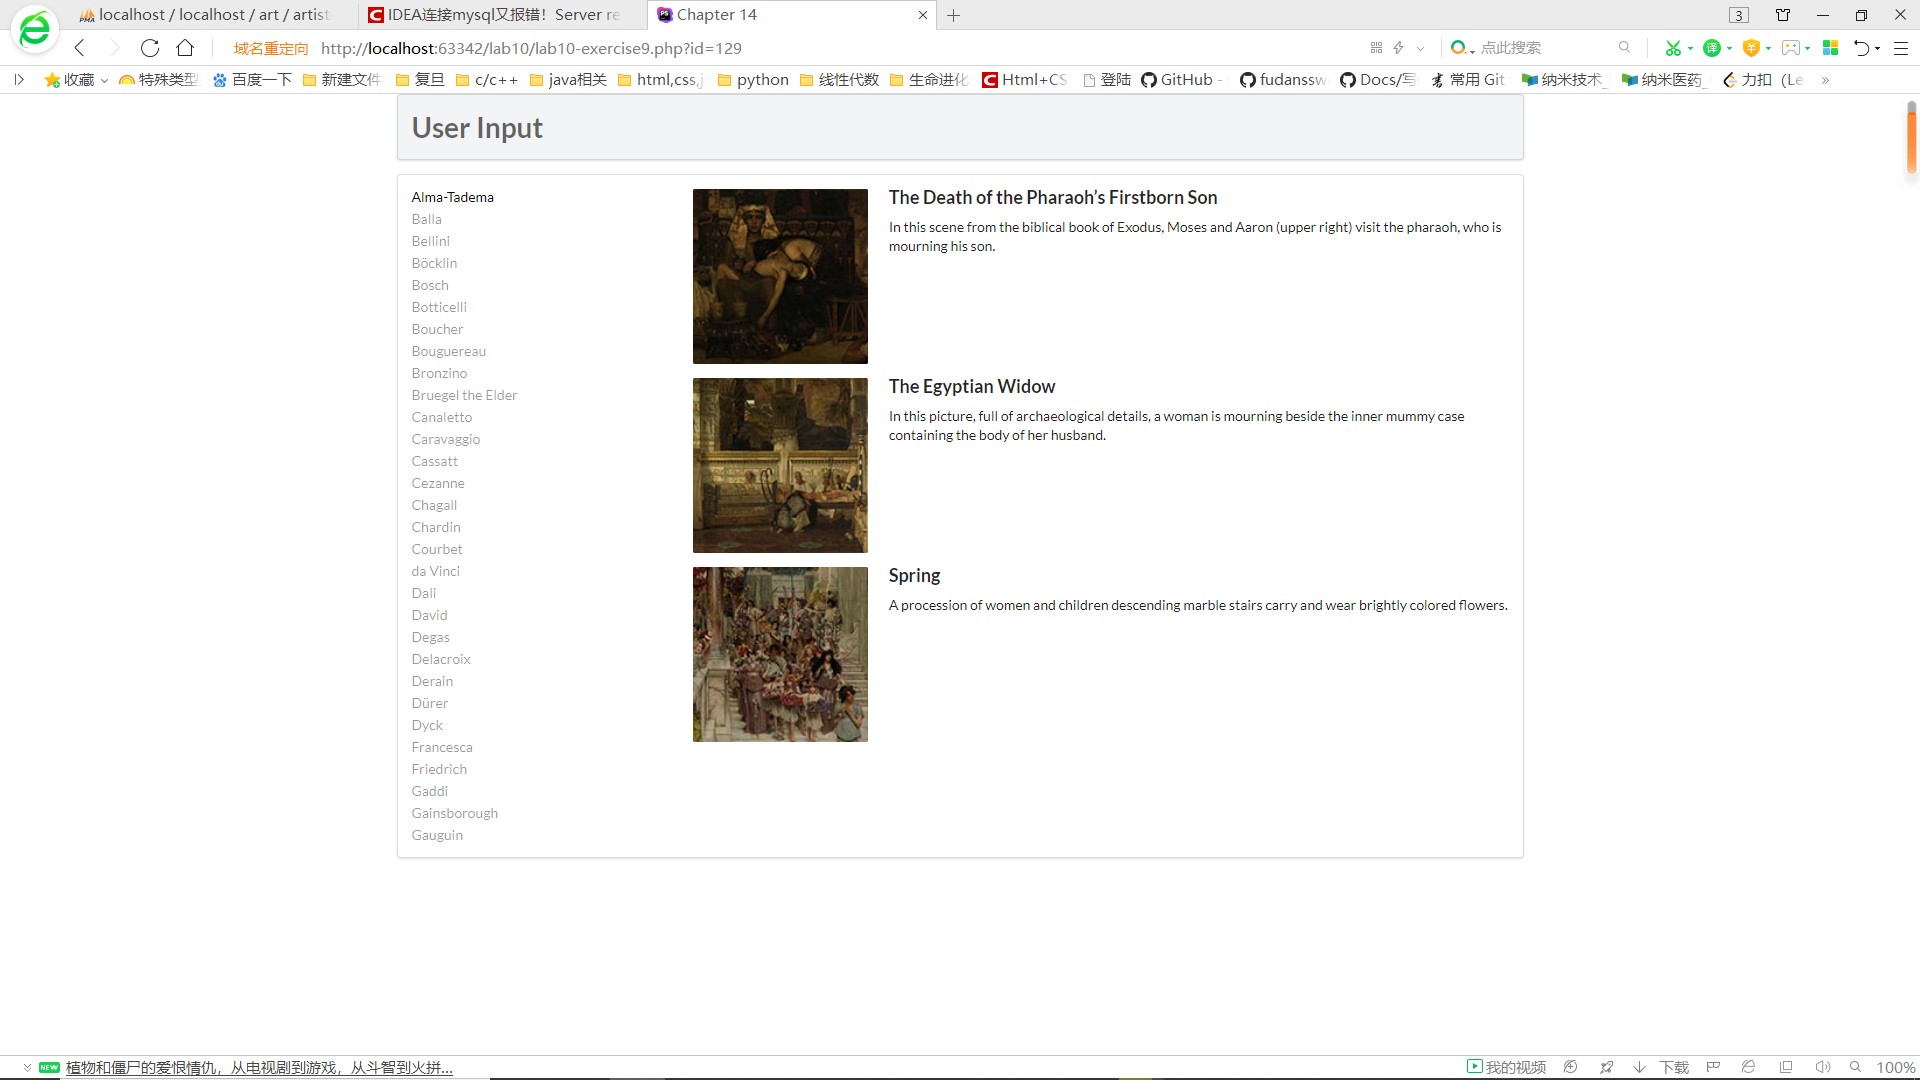 localhost / localhost / art / artist
IDEA连接mysql又报错！Server re
Chapter 14
3
域名重定向 http://localhost:63342/lab10/lab10-exercise9.php?id=129
点此搜索
收藏 特殊类型 百度一下 新建文件 复旦 c/c++ java相关 html,css,j python 线性代数 生命进化 Html+CS 登陆 GitHub - fudanssw Docs/写 常用 Git 纳米技术_ 纳米医药_ 力扣 (Le »
User Input
Alma-Tadema
Balla
Bellini
Böcklin
Bosch
Botticelli
Boucher
Bouguereau
Bronzino
Bruegel the Elder
Canaletto
Caravaggio
Cassatt
Cezanne
Chagall
Chardin
Courbet
da Vinci
Dali
David
Degas
Delacroix
Derain
Dürer
Dyck
Francesca
Friedrich
Gaddi
Gainsborough
Gauguin
The Death of the Pharaoh’s Firstborn Son
In this scene from the biblical book of Exodus, Moses and Aaron (upper right) visit the pharaoh, who is
mourning his son.
The Egyptian Widow
In this picture, full of archaeological details, a woman is mourning beside the inner mummy case
containing the body of her husband.
Spring
A procession of women and children descending marble stairs carry and wear brightly colored flowers.
NEW 植物和僵尸的爱恨情仇，从电视剧到游戏，从斗智到火拼...
我的视频 下载 100%